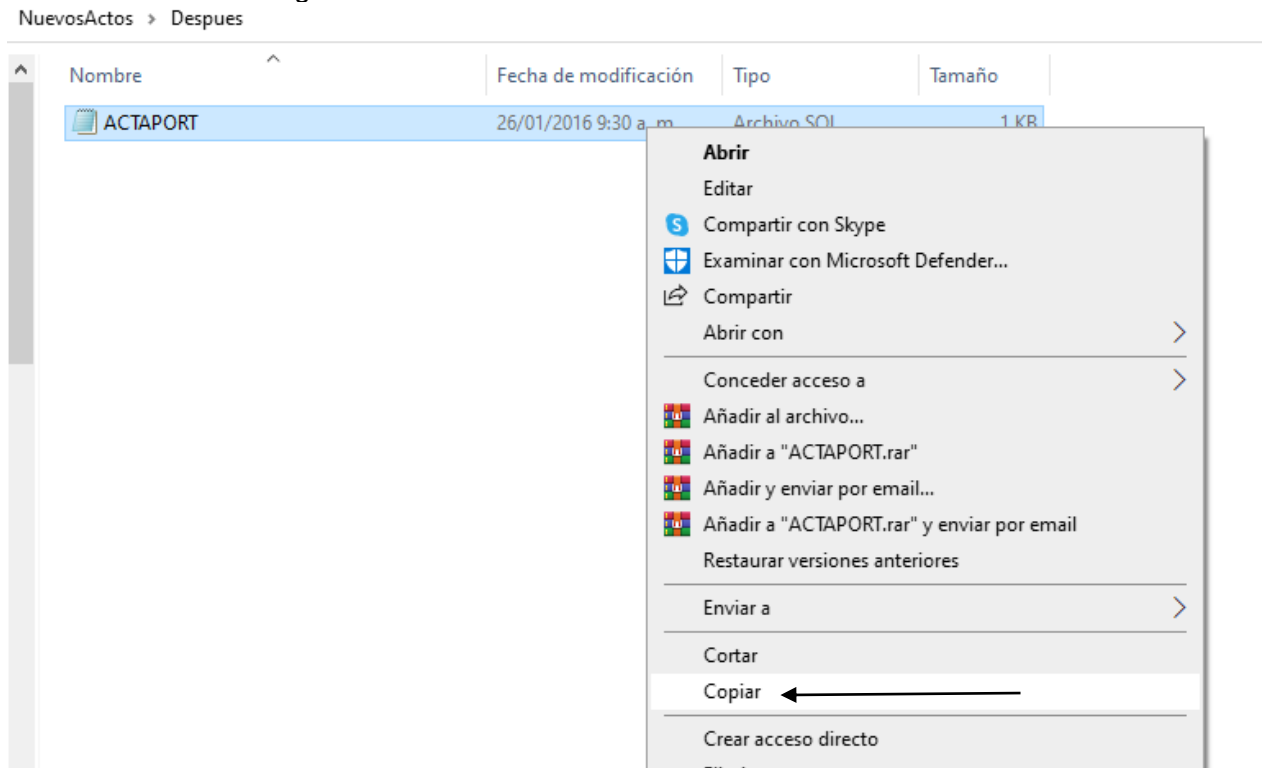 NuevosActos > Despues
Nombre Fecha de modificación Tipo Tamaño
ACTAPORT 26/01/2016 9:30 a. m. Archivo SQL 1 KB
Abrir
Editar
Compartir con Skype
Examinar con Microsoft Defender...
Compartir
Abrir con
Conceder acceso a
Añadir al archivo...
Añadir a "ACTAPORT.rar"
Añadir y enviar por email...
Añadir a "ACTAPORT.rar" y enviar por email
Restaurar versiones anteriores
Enviar a
Cortar
Copiar
Crear acceso directo